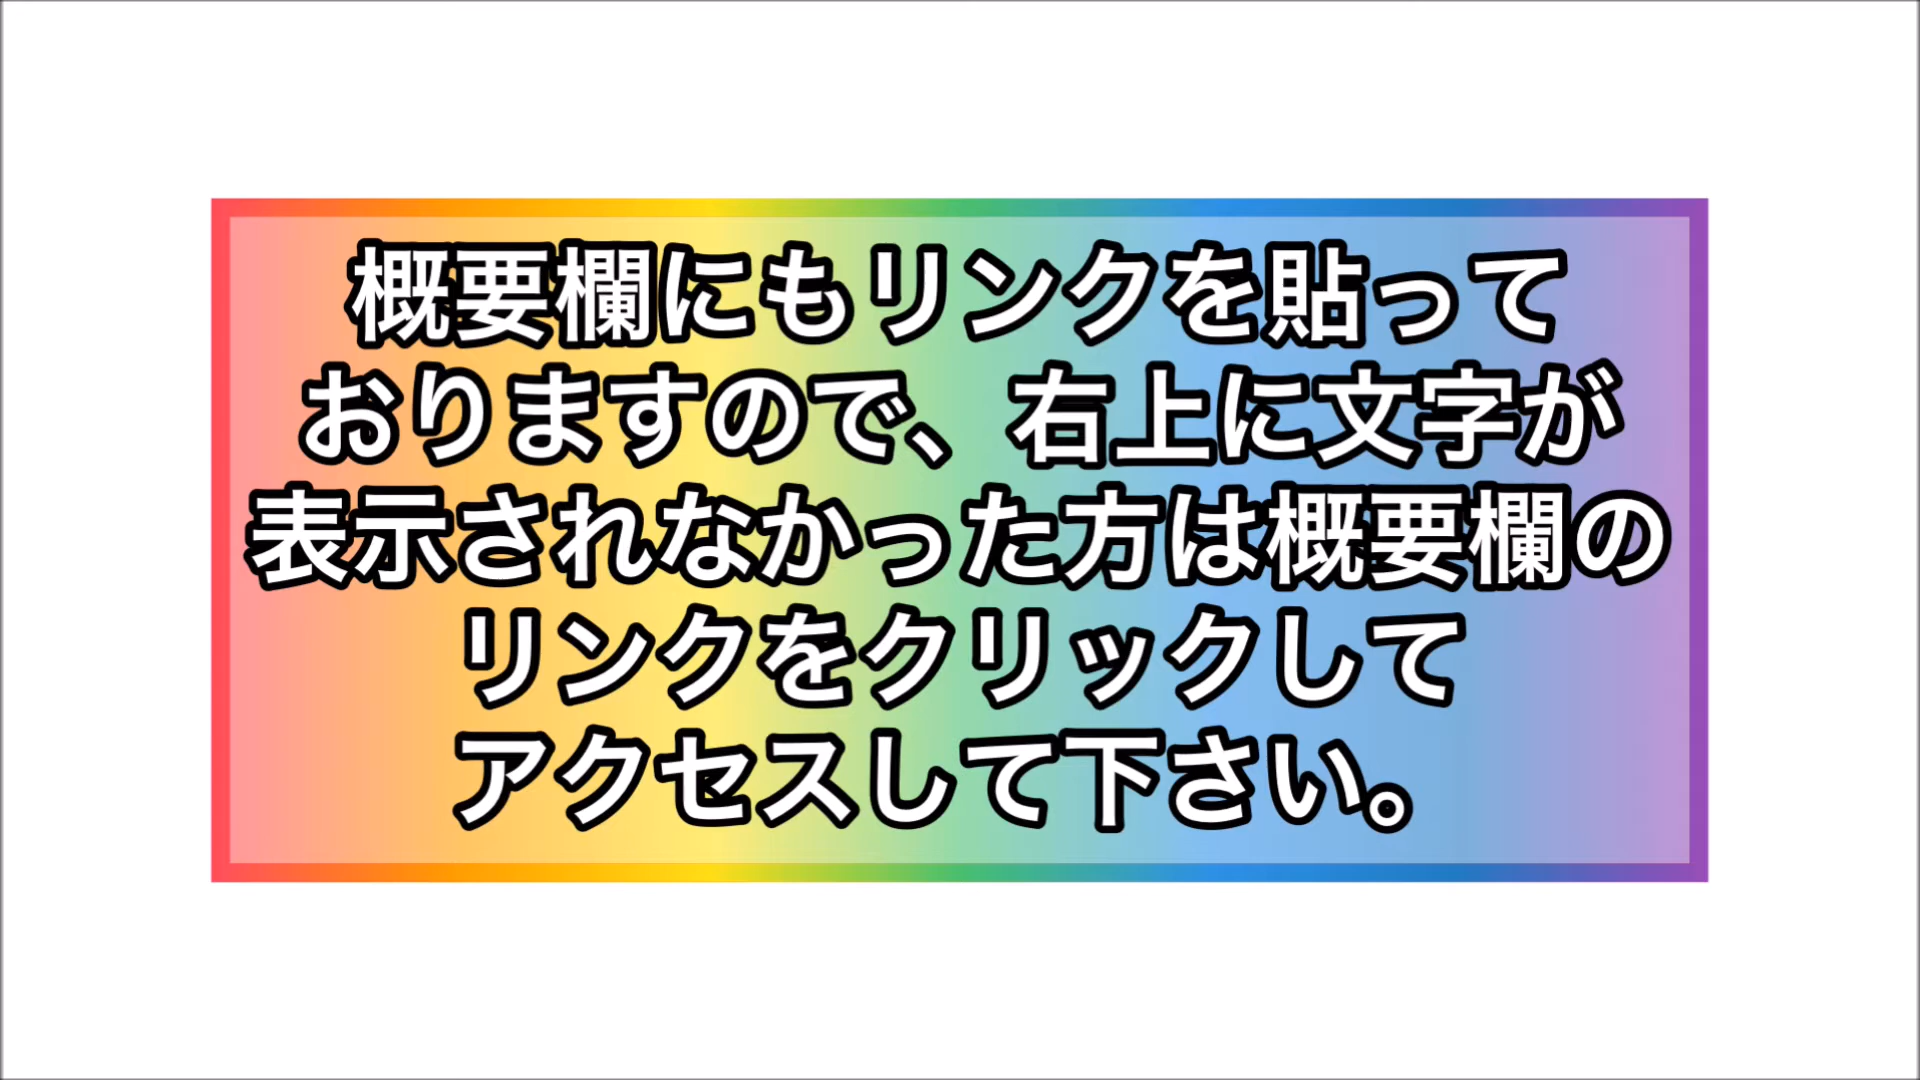 概要欄にもリンクを貼って
おりますので、右上に文字が
表示されなかった方は概要欄の
リンクをクリックして
アクセスして下さい。